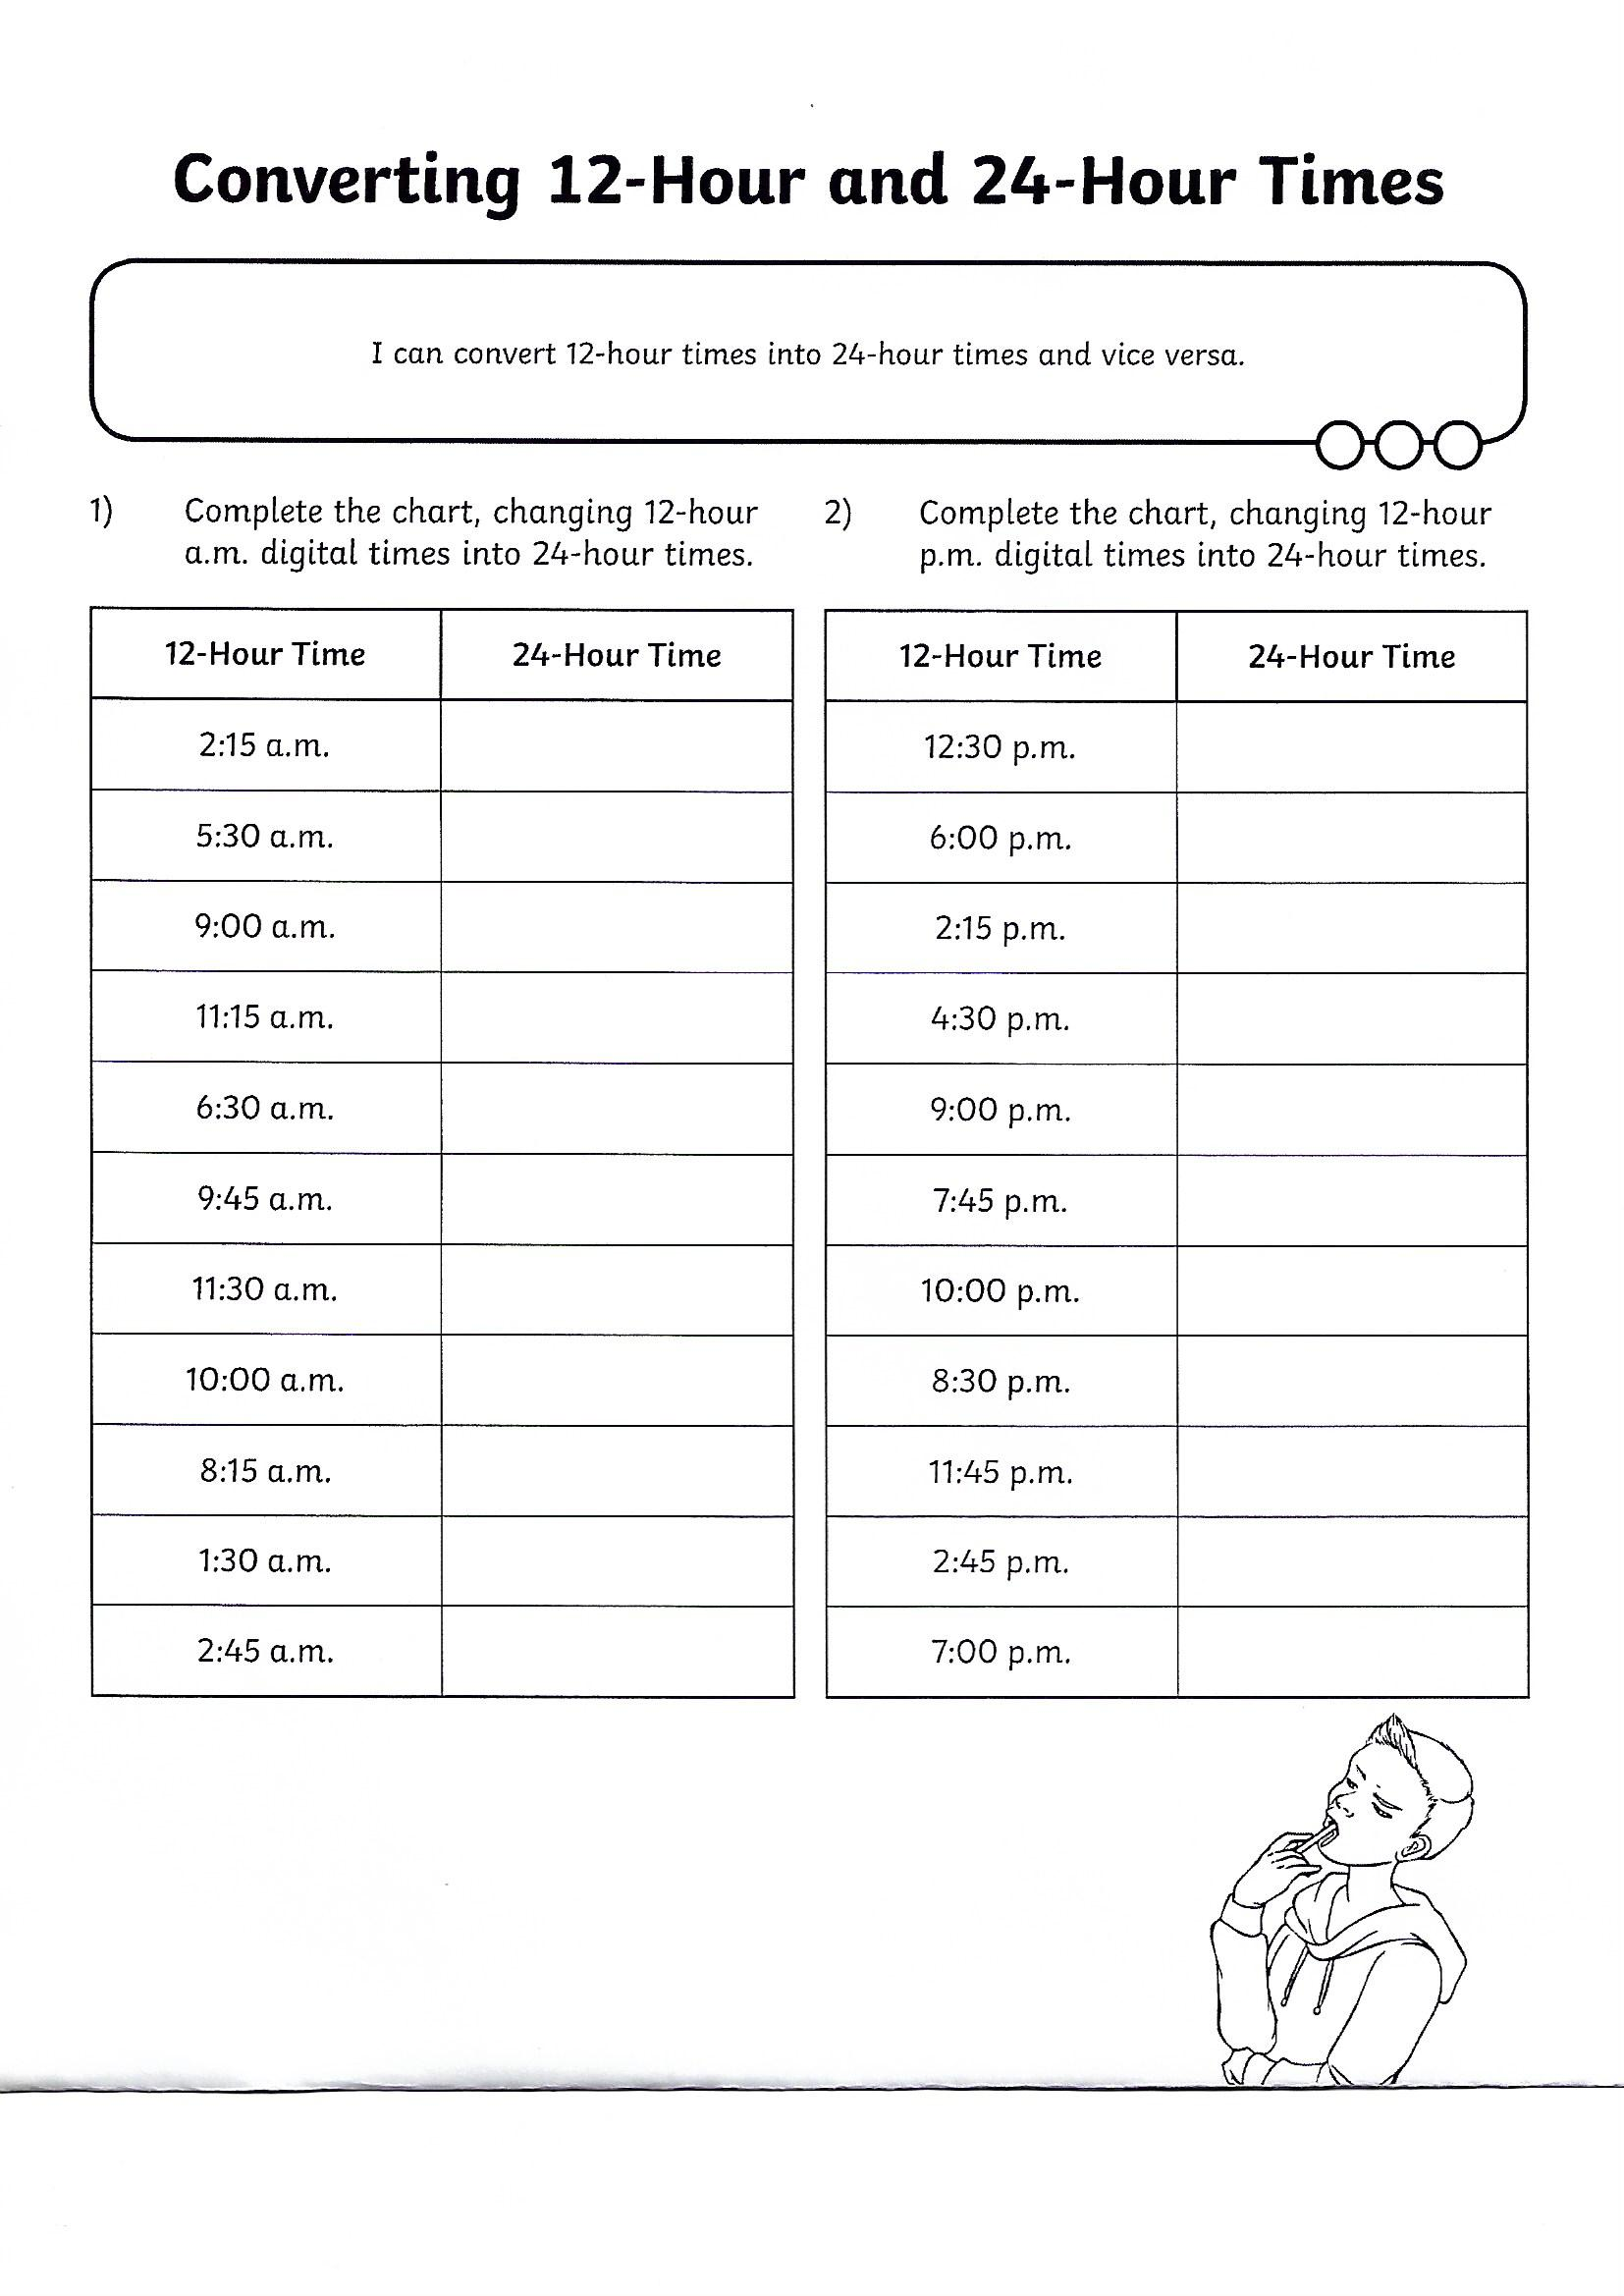 Converting 12-Hour and 24-Hour Times
I can convert 12-hour times into 24-hour times and vice versa.
1) Complete the chart, changing 12-hour
a.m. digital times into 24-hour times.
12-Hour Time 24-Hour Time
2:15 a.m.
5:30 a.m.
9:00 a.m.
11:15 a.m.
6:30 a.m.
9:45 a.m.
11:30 a.m.
10:00 a.m.
8:15 a.m.
1:30 a.m.
2:45 a.m.
2) Complete the chart, changing 12-hour
p.m. digital times into 24-hour times.
12-Hour Time 24-Hour Time
12:30 p.m.
6:00 p.m.
2:15 p.m.
4:30 p.m.
9:00 p.m.
7:45 p.m.
10:00 p.m.
8:30 p.m.
11:45 p.m.
2:45 p.m.
7:00 p.m.